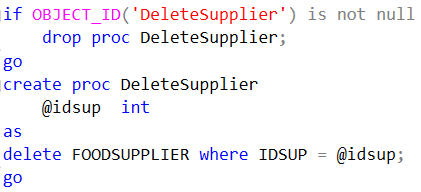 if OBJECT_ID('DeleteSupplier') is not null
    drop proc DeleteSupplier;
go
create proc DeleteSupplier
    @idsup  int
as
delete FOODSUPPLIER where IDSUP = @idsup;
go